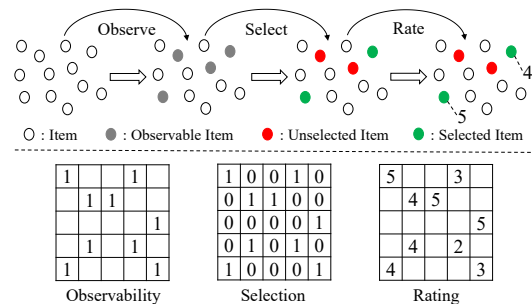 Observe Select Rate
4
5
: Item : Observable Item : Unselected Item : Selected Item
1 1
1 1
1
1 1
1 1
Observability
1 0 0 1 0
0 1 1 0 0
0 0 0 0 1
0 1 0 1 0
1 0 0 0 1
Selection
5 3
4 5
5
4 2
4 3
Rating